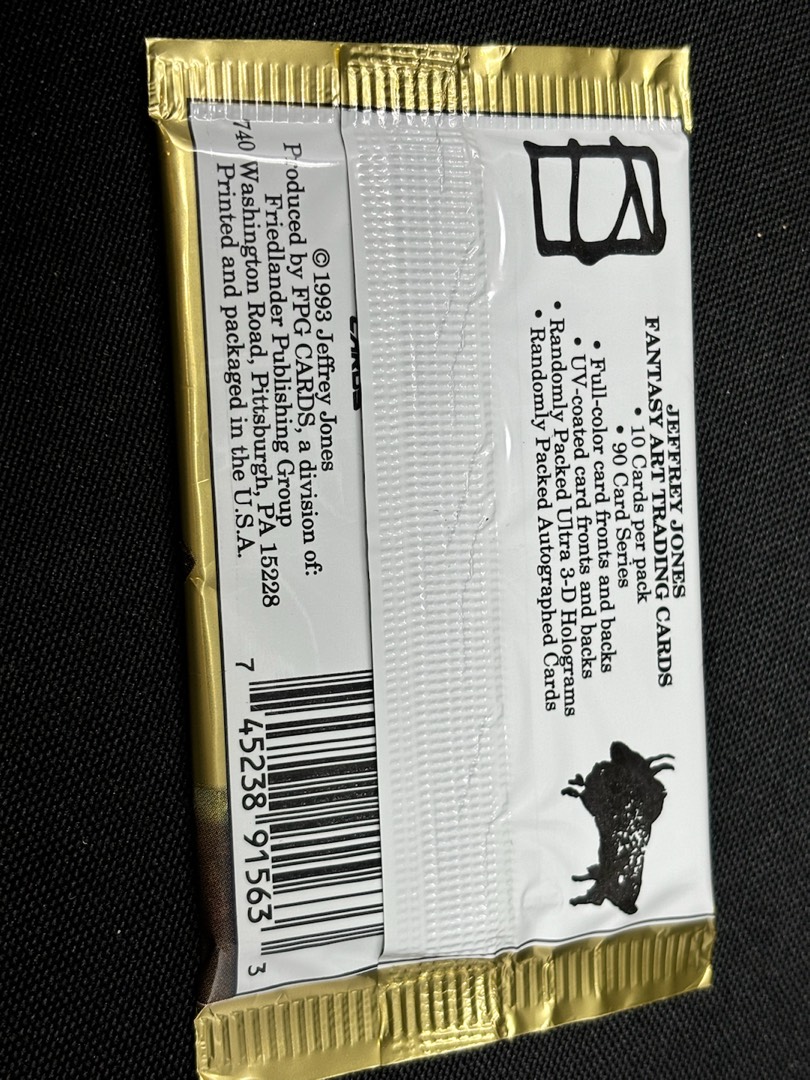 JEFFREY JONES
FANTASY ART TRADING CARDS
• 10 Cards per pack
• 90 Card Series
• Full-color card fronts and backs
• UV-coated card fronts and backs
• Randomly Packed Ultra 3-D Holograms
• Randomly Packed Autographed Cards
© 1993 Jeffrey Jones
Produced by FPG CARDS, a division of:
Friedlander Publishing Group
740 Washington Road, Pittsburgh, PA 15228
Printed and packaged in the U.S.A.
7 45238 91563 3